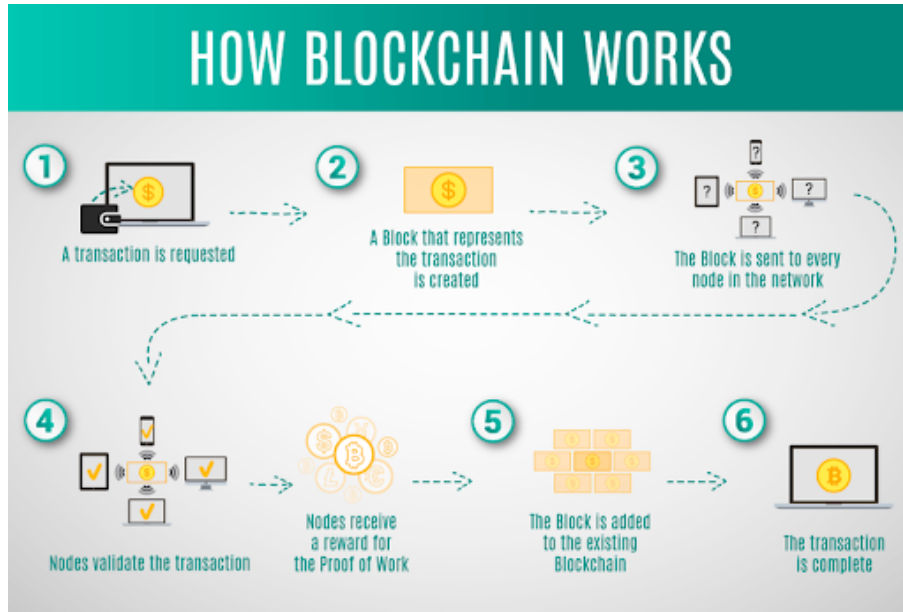 HOW BLOCKCHAIN WORKS
1
$
A transaction is requested
2
$
A Block that represents
the transaction
is created
3
?
?
$
?
?
The Block is sent to every
node in the network
4
$
Nodes validate the transaction
$
₿
£
€
Nodes receive
a reward for
the Proof of Work
5
The Block is added
to the existing
Blockchain
6
₿
The transaction
is complete